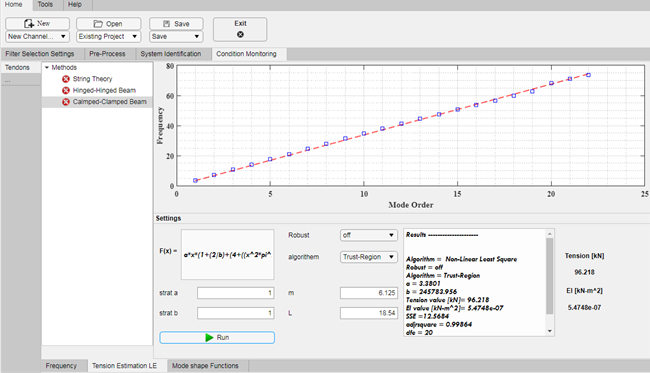 Home Tools Help
New Open Save Exit
New Channel... Existing Project Save
Filter Selection Settings Pre-Process System Identification Condition Monitoring
Tendons Methods
... String Theory
Hinged-Hinged Beam
Calmped-Clamped Beam
80
60
40
20
0
Frequency
0 5 10 15 20 25
Mode Order
Settings
F(x) = a*x*(1+(2/b)+(4+((x^2*pi)^
Robust off
algorithem Trust-Region
strat a 1 m 6.125
strat b 1 L 18.54
Run
Results ----------------------
Algorithm = Non-Linear Least Square
Robust = off
Algorithm = Trust-Region
a = 3.3801
b = 245783.956
Tension value [kN]= 96.218
EI value [kN-m^2]= 5.4748e-07
SSE =12.5684
adjrsquare = 0.99864
dfe = 20
Tension [kN]
96.218
EI [kN-m^2]
5.4748e-07
Frequency Tension Estimation LE Mode shape Functions